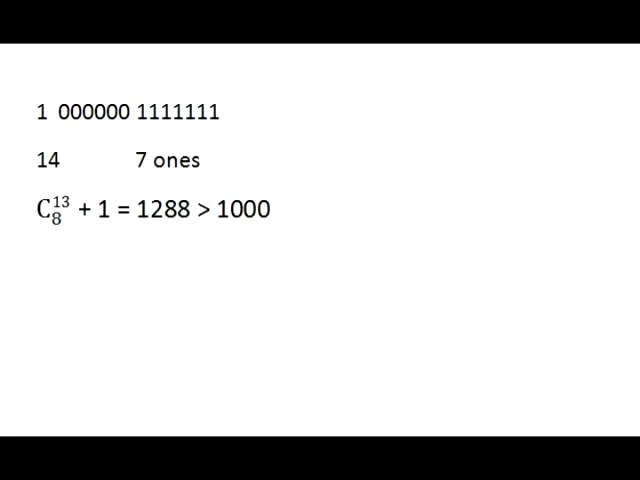 1 000000 1111111
14 7 ones
C₈¹³ + 1 = 1288 > 1000